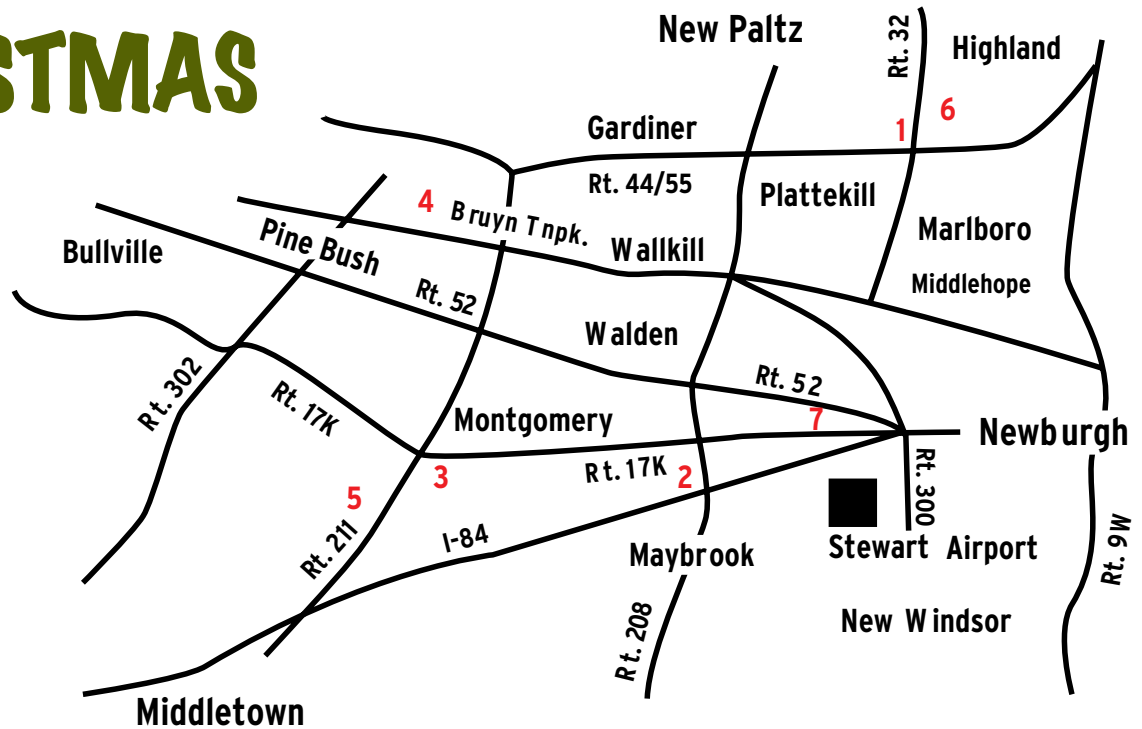 STMAS
New Paltz
Rt. 32
Highland
6
1
Gardiner
Rt. 44/55
Plattekill
4
Bruyn Tnpk.
Marlboro
Pine Bush
Wallkill
Bullville
Middlehope
Rt. 52
Walden
Rt. 302
Rt. 52
Rt. 17K
Montgomery
7
Newburgh
3
Rt. 17K
2
Rt. 300
5
I-84
Rt. 211
Maybrook
Stewart Airport
Rt. 9W
Rt. 208
New Windsor
Middletown